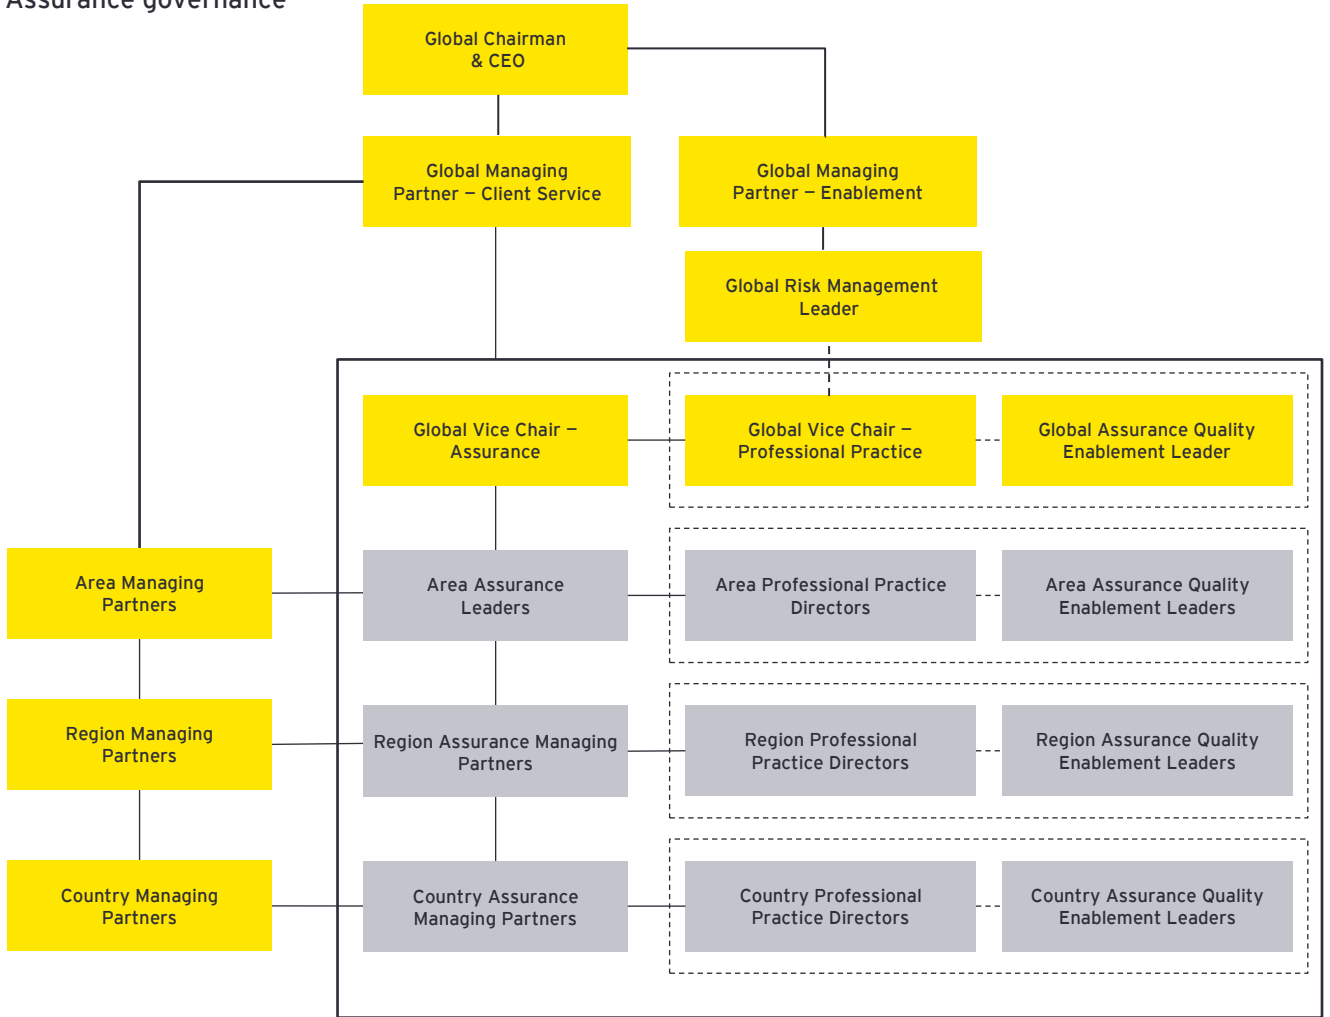 Assurance governance
Global Chairman
& CEO
Global Managing
Partner – Client Service
Global Managing
Partner – Enablement
Global Risk Management
Leader
Global Vice Chair –
Assurance
Global Vice Chair –
Professional Practice
Global Assurance Quality
Enablement Leader
Area Managing
Partners
Area Assurance
Leaders
Area Professional Practice
Directors
Area Assurance Quality
Enablement Leaders
Region Managing
Partners
Region Assurance Managing
Partners
Region Professional
Practice Directors
Region Assurance Quality
Enablement Leaders
Country Managing
Partners
Country Assurance
Managing Partners
Country Professional
Practice Directors
Country Assurance Quality
Enablement Leaders